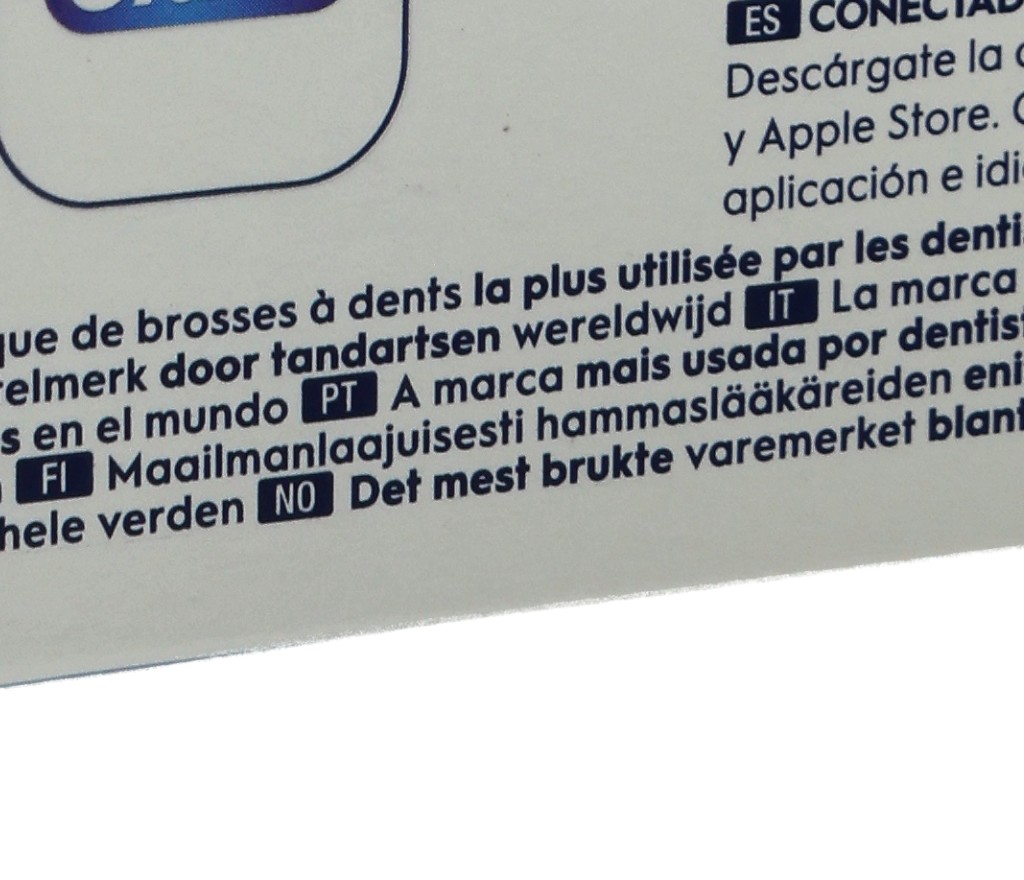 ES CONECTAD
Descárgate la
y Apple Store.
aplicación e idi
que de brosses à dents la plus utilisée par les denti
elmerk door tandartsen wereldwijd IT La marca
s en el mundo PT A marca mais usada por dentis
FI Maailmanlaajuisesti hammaslääkäreiden eni
hele verden NO Det mest brukte varemerket blant